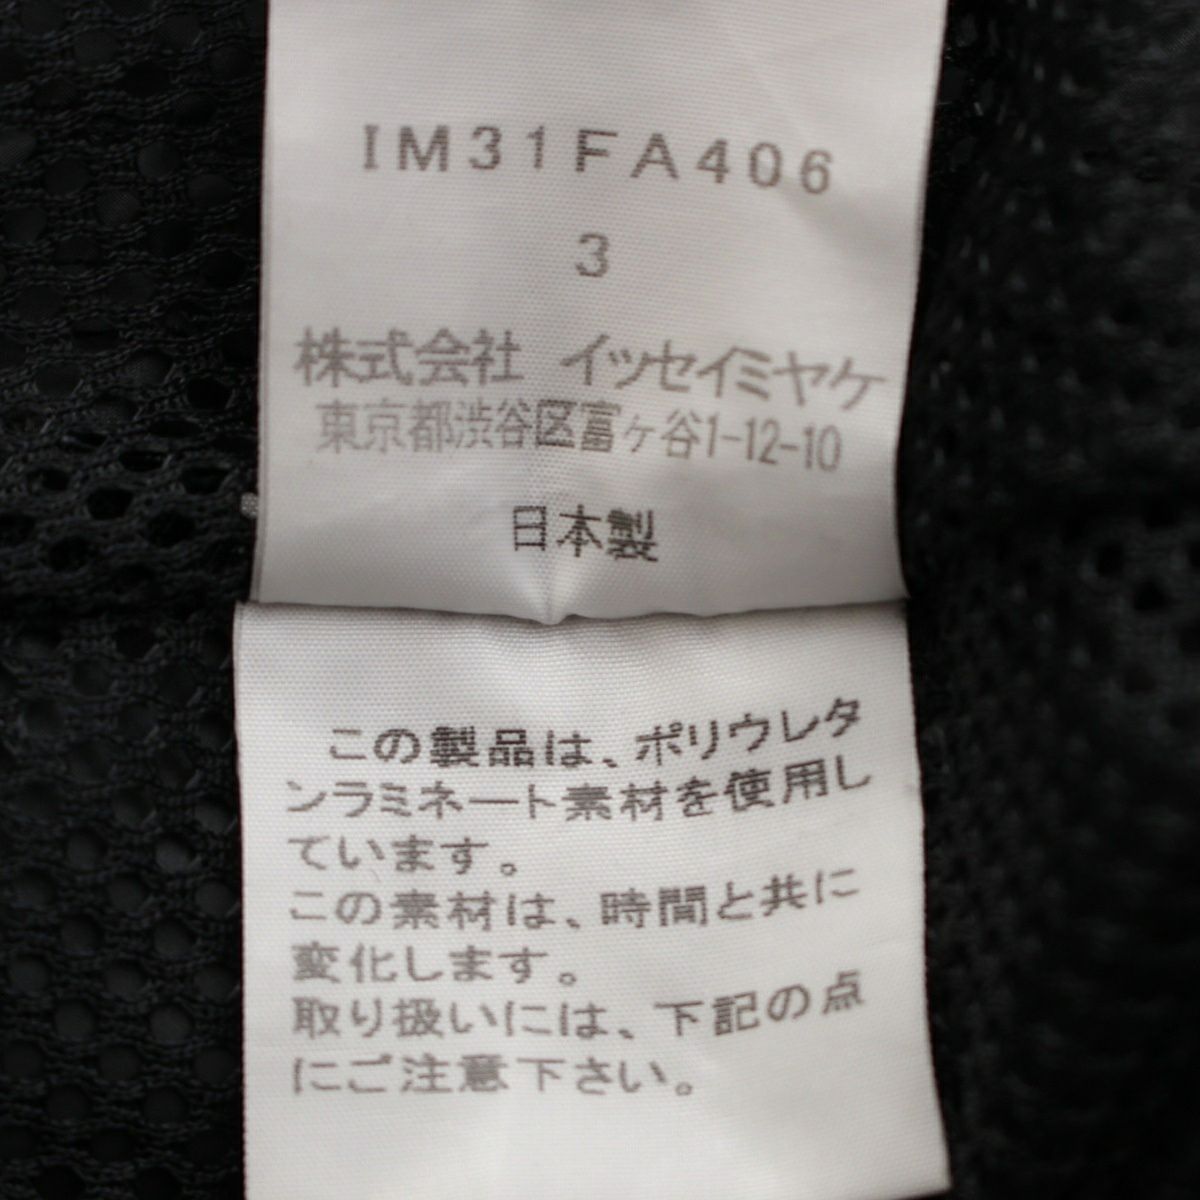 IM31FA406
3
株式会社 イッセイミヤケ
東京都渋谷区富ヶ谷1-12-10
日本製
この製品は、ポリウレタ
ンラミネート素材を使用し
ています。
この素材は、時間と共に
変化します。
取り扱いには、下記の点
にご注意下さい。